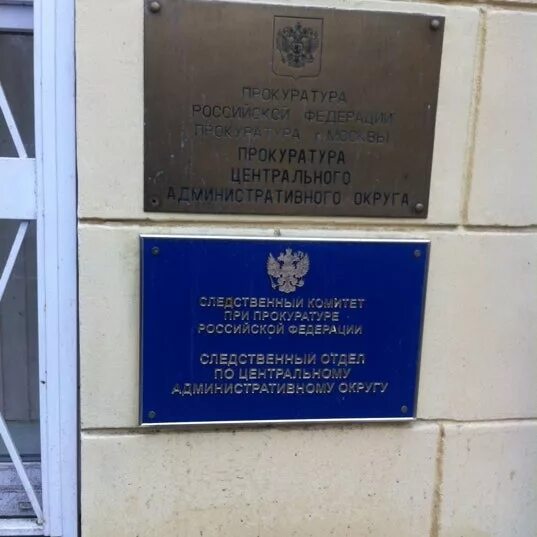 ПРОКУРАТУРА
РОССИЙСКОЙ ФЕДЕРАЦИИ
ПРОКУРАТУРА г. МОСКВЫ
ПРОКУРАТУРА
ЦЕНТРАЛЬНОГО
АДМИНИСТРАТИВНОГО ОКРУГА
СЛЕДСТВЕННЫЙ КОМИТЕТ
ПРИ ПРОКУРАТУРЕ
РОССИЙСКОЙ ФЕДЕРАЦИИ
СЛЕДСТВЕННЫЙ ОТДЕЛ
ПО ЦЕНТРАЛЬНОМУ
АДМИНИСТРАТИВНОМУ ОКРУГУ